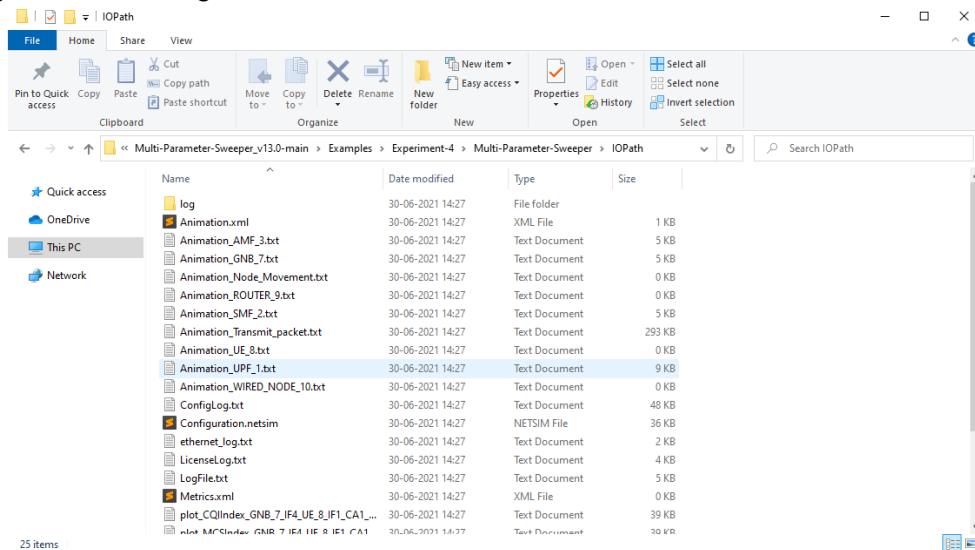 IOPath
File Home Share View
Pin to Quick access
Copy
Paste
Cut
Copy path
Paste shortcut
Clipboard
Move to
Copy to
Delete
Rename
Organize
New folder
New item
Easy access
New
Properties
Open
Edit
History
Open
Select all
Select none
Invert selection
Select
« Multi-Parameter-Sweeper_v13.0-main > Examples > Experiment-4 > Multi-Parameter-Sweeper > IOPath
Search IOPath
Quick access
OneDrive
This PC
Network
Name Date modified Type Size
log 30-06-2021 14:27 File folder
Animation.xml 30-06-2021 14:27 XML File 1 KB
Animation_AMF_3.txt 30-06-2021 14:27 Text Document 5 KB
Animation_GNB_7.txt 30-06-2021 14:27 Text Document 5 KB
Animation_Node_Movement.txt 30-06-2021 14:27 Text Document 0 KB
Animation_ROUTER_9.txt 30-06-2021 14:27 Text Document 0 KB
Animation_SMF_2.txt 30-06-2021 14:27 Text Document 5 KB
Animation_Transmit_packet.txt 30-06-2021 14:27 Text Document 293 KB
Animation_UE_8.txt 30-06-2021 14:27 Text Document 0 KB
Animation_UPF_1.txt 30-06-2021 14:27 Text Document 9 KB
Animation_WIRED_NODE_10.txt 30-06-2021 14:27 Text Document 0 KB
ConfigLog.txt 30-06-2021 14:27 Text Document 48 KB
Configuration.netsim 30-06-2021 14:27 NETSIM File 36 KB
ethernet_log.txt 30-06-2021 14:27 Text Document 2 KB
LicenseLog.txt 30-06-2021 14:27 Text Document 4 KB
LogFile.txt 30-06-2021 14:27 Text Document 5 KB
Metrics.xml 30-06-2021 14:27 XML File 0 KB
plot_CQIIndex_GNB_7_IF4_UE_8_IF1_CA1_... 30-06-2021 14:27 Text Document 39 KB
plot_MCSIndex_GNB_7_IF4_UE_8_IF1_CA1 30-06-2021 14:27 Text Document 39 KB
25 items